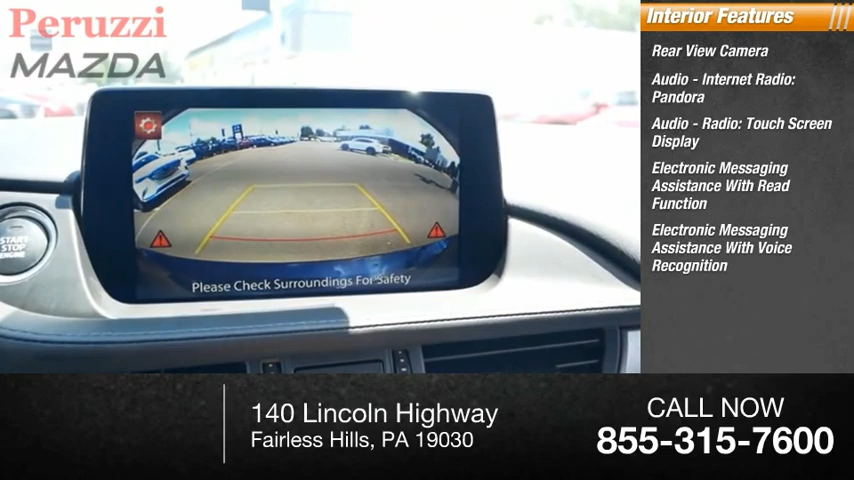 Peruzzi
MAZDA
START
STOP
ENGINE
Please Check Surroundings For Safety
Interior Features
Rear View Camera
Audio - Internet Radio:
Pandora
Audio - Radio: Touch Screen
Display
Electronic Messaging
Assistance With Read
Function
Electronic Messaging
Assistance With Voice
Recognition
140 Lincoln Highway
Fairless Hills, PA 19030
CALL NOW
855-315-7600